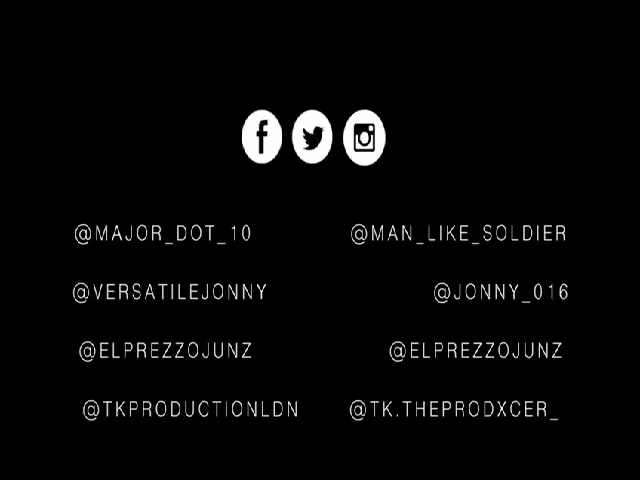 @MAJOR_DOT_10 @MAN_LIKE_SOLDIER
@VERSATILEJONNY @JONNY_016
@ELPREZZOJUNZ @ELPREZZOJUNZ
@TKPRODUCTIONLDN @TK.THEPRODXCER_